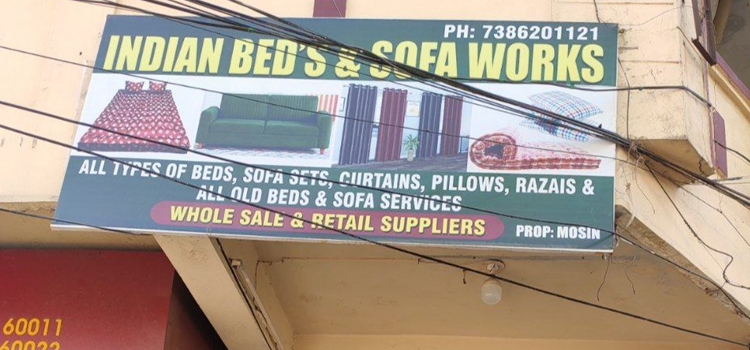 PH: 7386201121
INDIAN BED'S & SOFA WORKS
ALL TYPES OF BEDS, SOFA SETS, CURTAINS, PILLOWS, RAZAIS &
ALL OLD BEDS & SOFA SERVICES
WHOLE SALE & RETAIL SUPPLIERS
PROP: MOSIN
60011